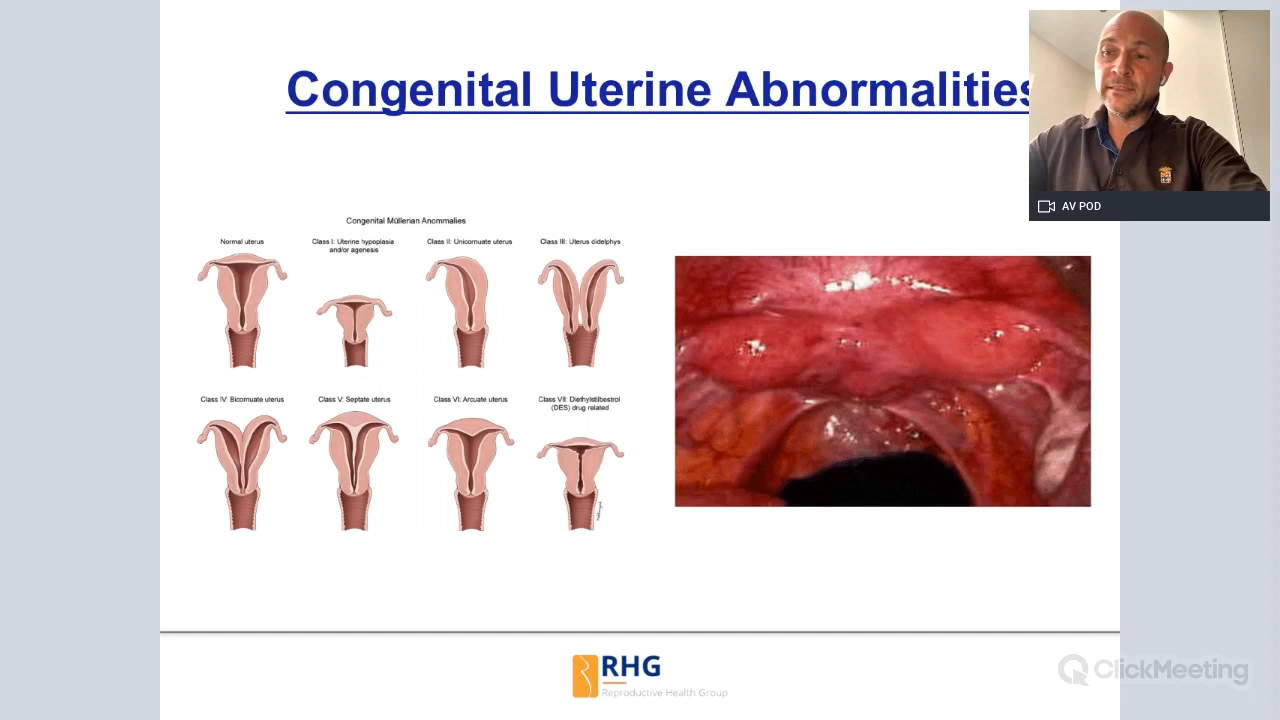 Congenital Uterine Abnormalities
AV POD
Congenital Müllerian Anommalies
Normal uterus
Class I: Uterine hypoplasia
and/or agenesis
Class II: Unicornuate uterus
Class III: Uterus didelphys
Class IV: Bicornuate uterus
Class V: Septate uterus
Class VI: Arcuate uterus
Class VII: Diethylstilbestrol
(DES) drug related
RHG
Reproductive Health Group
ClickMeeting